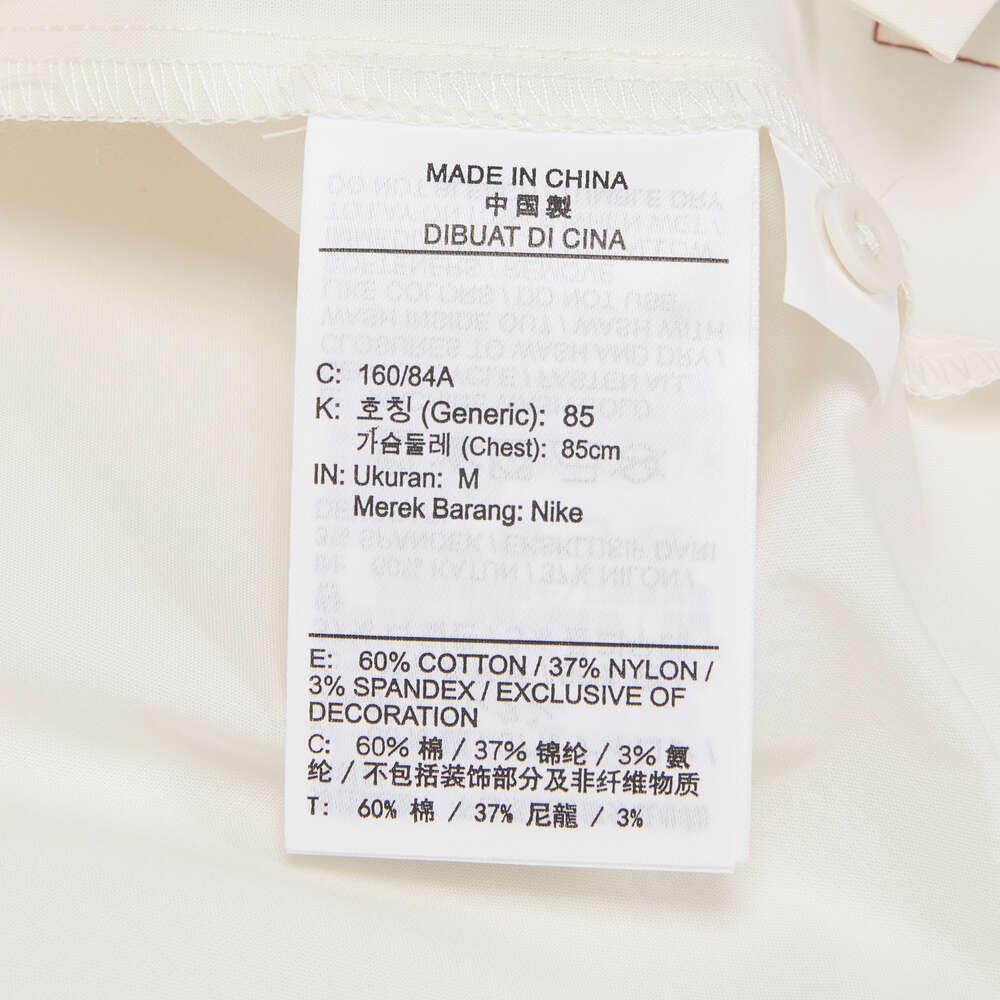 MADE IN CHINA
中国製
DIBUAT DI CINA
C: 160/84A
K: 호칭 (Generic): 85
가슴둘레 (Chest): 85cm
IN: Ukuran: M
Merek Barang: Nike
E: 60% COTTON / 37% NYLON /
3% SPANDEX / EXCLUSIVE OF
DECORATION
C: 60% 棉 / 37% 锦纶 / 3% 氨
纶 / 不包括装饰部分及非纤维物质
T: 60% 棉 / 37% 尼龍 / 3%